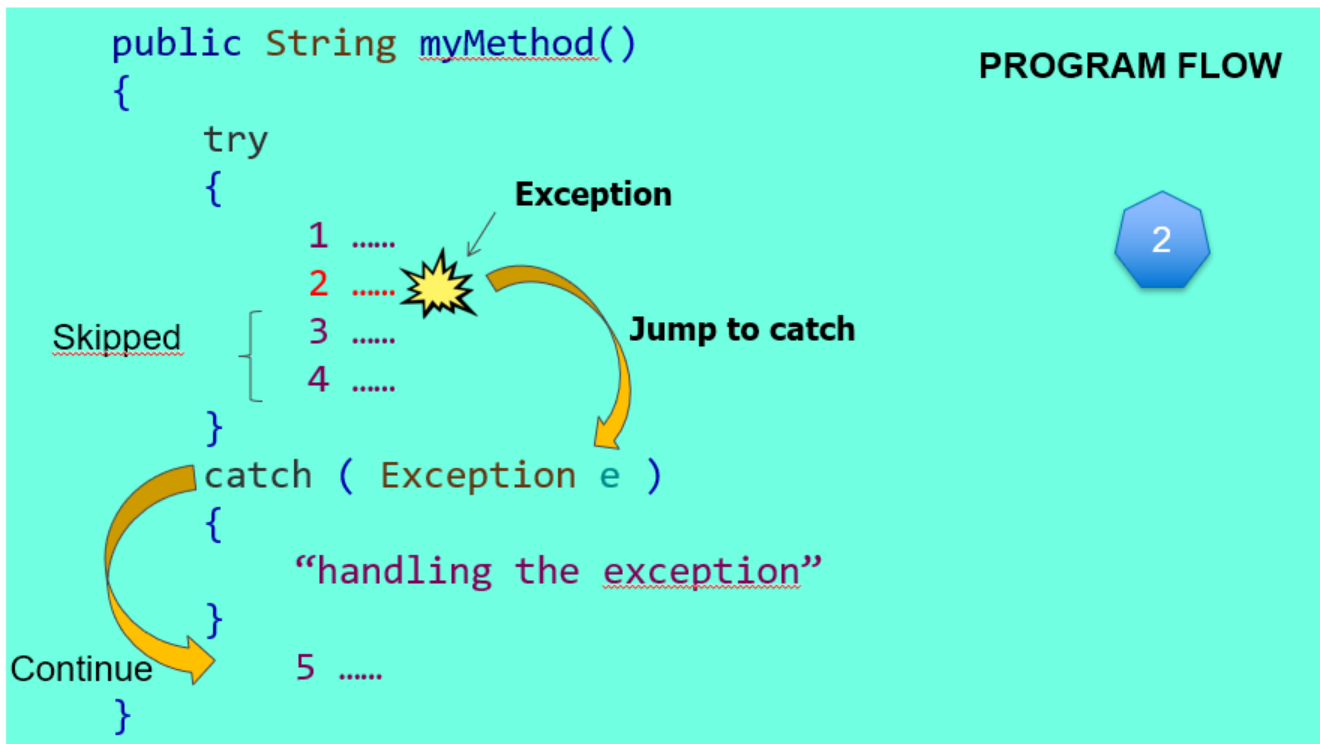 public String myMethod()
PROGRAM FLOW
{
try
{
Exception
1 ......
2
2 ......
Skipped
3 ......
Jump to catch
4 ......
}
catch ( Exception e )
{
“handling the exception”
}
Continue
5 ......
}